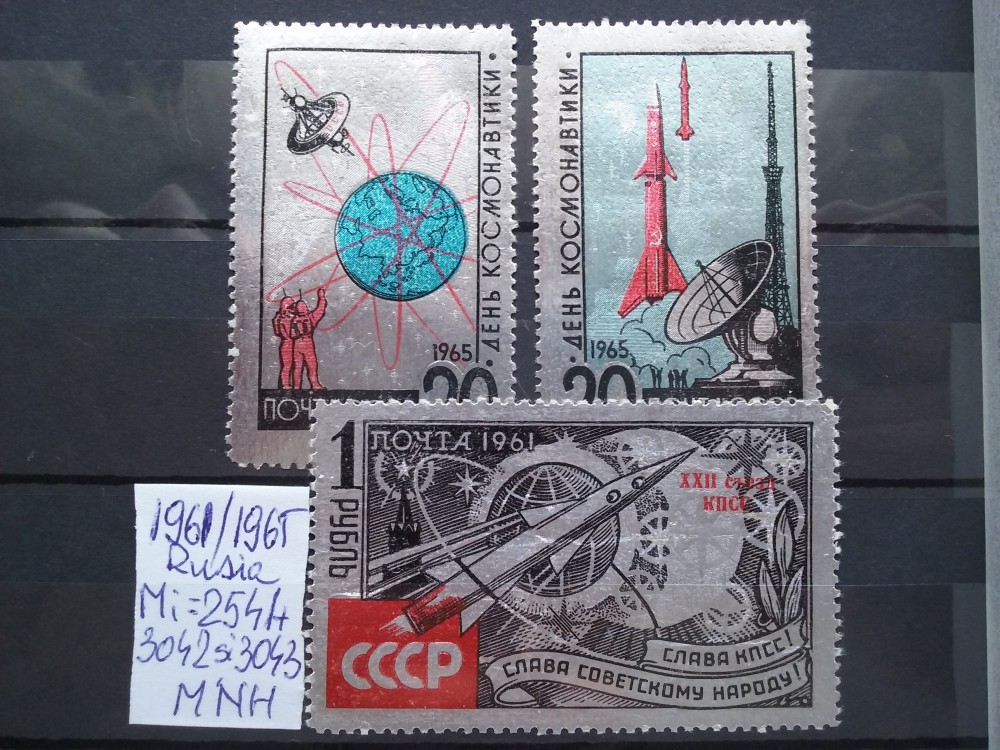 ДЕНЬ КОСМОНАВТИКИ
1965
20
ДЕНЬ КОСМОНАВТИКИ
1965
20
1 РУБЛЬ
ПОЧТА 1961
XXII съезд
КПСС
СССР
СЛАВА КПСС!
СЛАВА СОВЕТСКОМУ НАРОДУ!
1961/1965
Rusia
Mi=2544
3042 si 3043
MNH